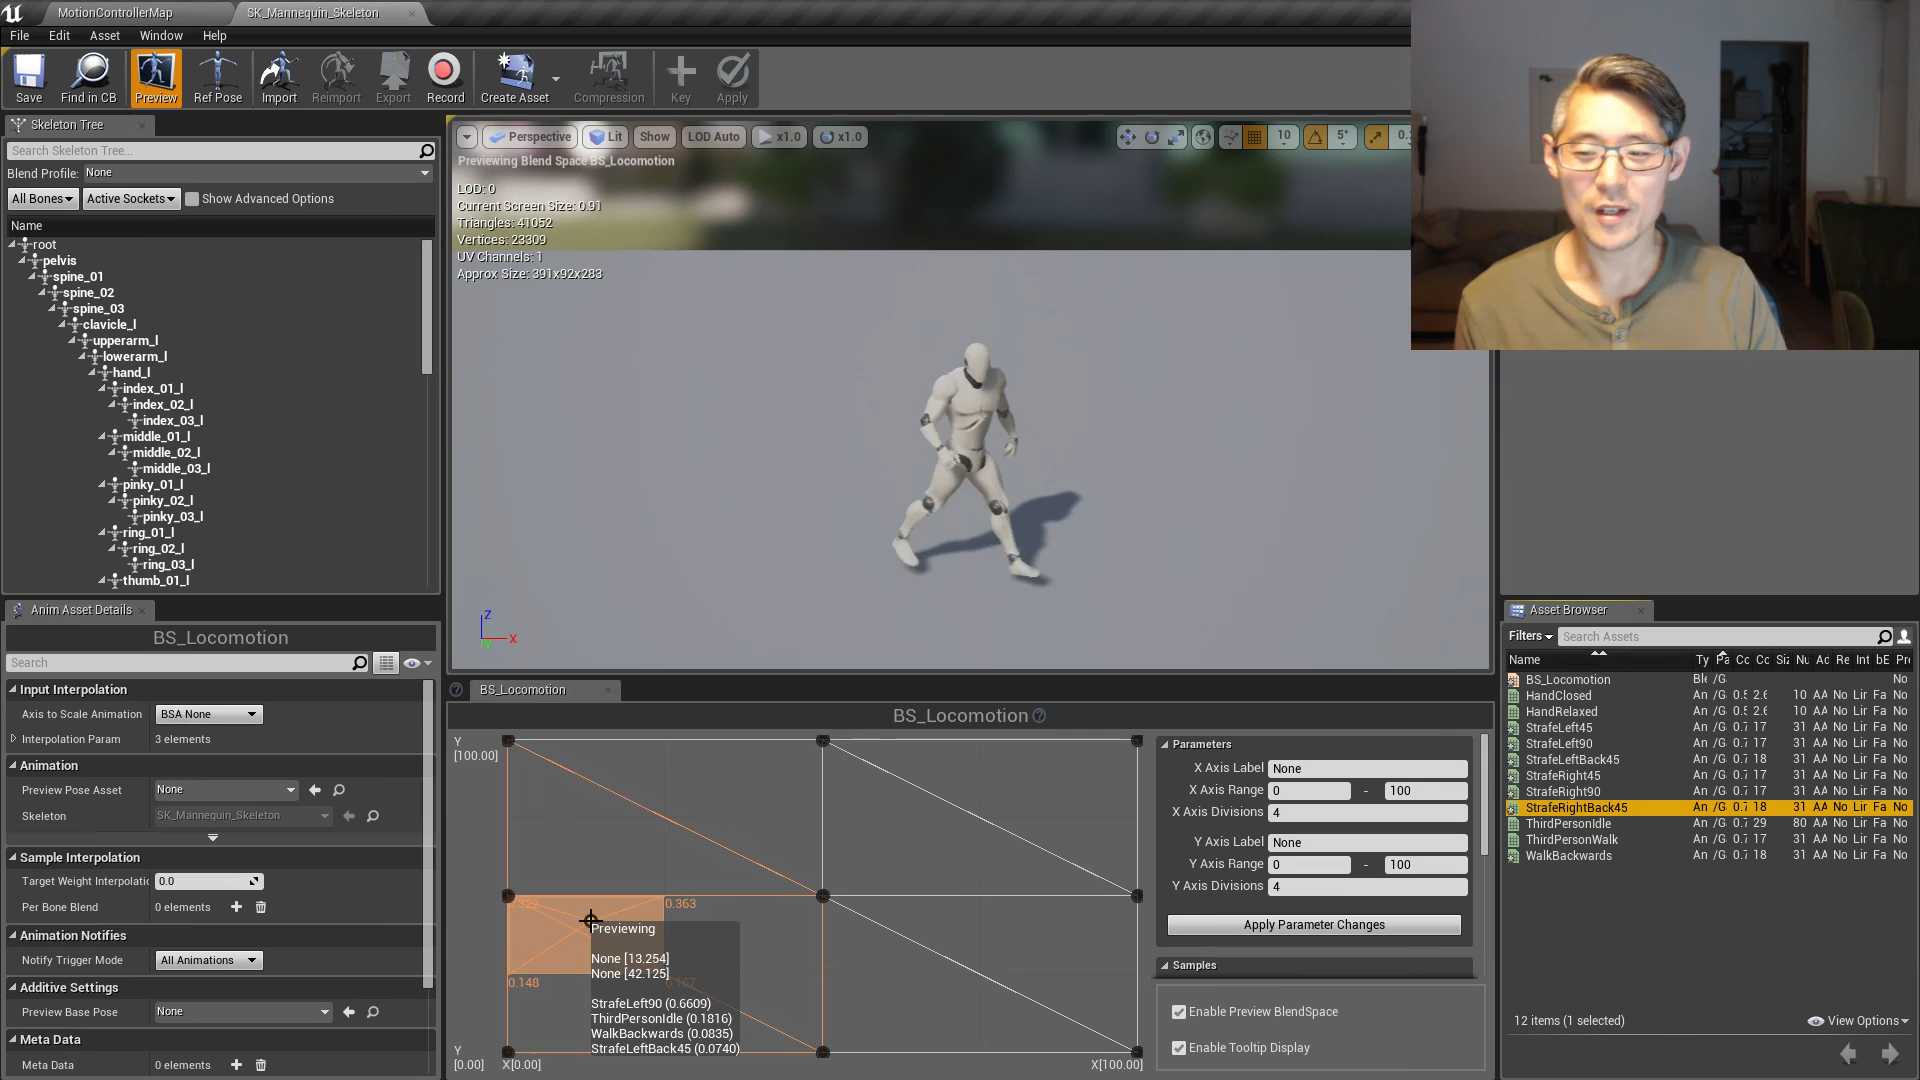 MotionControllerMap
SK_Mannequin_Skeleton
File Edit Asset Window Help
Save Find in CB Preview Ref Pose Import Reimport Export Record Create Asset Compression Key Apply
Skeleton Tree
Search Skeleton Tree...
Blend Profile: None
All Bones Active Sockets Show Advanced Options
Name
root
pelvis
spine_01
spine_02
spine_03
clavicle_l
upperarm_l
lowerarm_l
hand_l
index_01_l
index_02_l
index_03_l
middle_01_l
middle_02_l
middle_03_l
pinky_01_l
pinky_02_l
pinky_03_l
ring_01_l
ring_02_l
ring_03_l
thumb_01_l
Perspective Lit Show LOD Auto x1.0 x1.0 10 5°
Previewing Blend Space BS_Locomotion
LOD: 0
Current Screen Size: 0.91
Triangles: 41052
Vertices: 23309
UV Channels: 1
Approx Size: 391x92x283
Z
X
Anim Asset Details
BS_Locomotion
Search
Input Interpolation
Axis to Scale Animation BSA None
Interpolation Param 3 elements
Animation
Preview Pose Asset None
Skeleton SK_Mannequin_Skeleton
Sample Interpolation
Target Weight Interpolatic 0.0
Per Bone Blend 0 elements
Animation Notifies
Notify Trigger Mode All Animations
Additive Settings
Preview Base Pose None
Meta Data
Meta Data 0 elements
BS_Locomotion
BS_Locomotion
Y
[100.00]
0.363
0.148
Previewing
None [13.254]
None [42.125]
StrafeLeft90 (0.6609)
ThirdPersonIdle (0.1816)
WalkBackwards (0.0835)
StrafeLeftBack45 (0.0740)
Y
[0.00] X[0.00] X[100.00]
Parameters
X Axis Label None
X Axis Range 0 - 100
X Axis Divisions 4
Y Axis Label None
Y Axis Range 0 - 100
Y Axis Divisions 4
Apply Parameter Changes
Samples
Enable Preview BlendSpace
Enable Tooltip Display
Asset Browser
Filters Search Assets
Name Ty Pa Co Co Siz Nu Ad Re Int bE Pre
BS_Locomotion Ble /G No
HandClosed An /G 0.5 2.6 10 AA No Lir Fa No
HandRelaxed An /G 0.5 2.6 10 AA No Lir Fa No
StrafeLeft45 An /G 0.7 17 31 AA No Lir Fa No
StrafeLeft90 An /G 0.7 17 31 AA No Lir Fa No
StrafeLeftBack45 An /G 0.7 18 31 AA No Lir Fa No
StrafeRight45 An /G 0.7 17 31 AA No Lir Fa No
StrafeRight90 An /G 0.7 17 31 AA No Lir Fa No
StrafeRightBack45 An /G 0.7 18 31 AA No Lir Fa No
ThirdPersonIdle An /G 0.7 29 80 AA No Lir Fa No
ThirdPersonWalk An /G 0.7 17 31 AA No Lir Fa No
WalkBackwards An /G 0.7 18 31 AA No Lir Fa No
12 items (1 selected) View Options